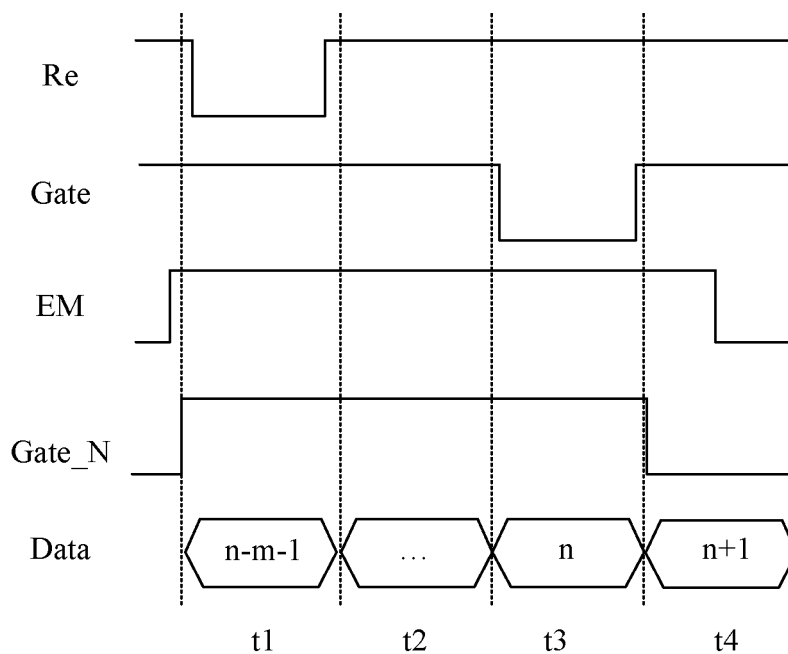 Re
Gate
EM
Gate_N
Data n-m-1 ... n n+1
t1 t2 t3 t4